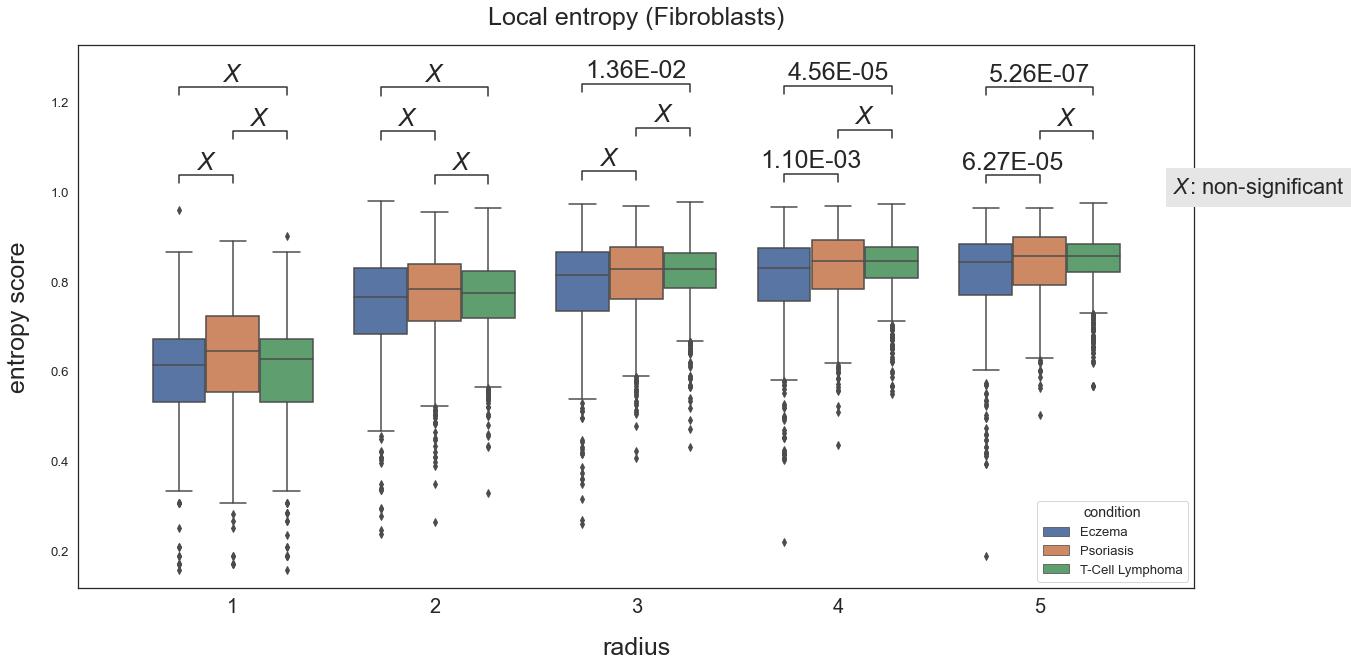 Local entropy (Fibroblasts)
X X 1.36E-02 4.56E-05 5.26E-07
X X X X X
X X X 1.10E-03 6.27E-05
X: non-significant
entropy score
1.2
1.0
0.8
0.6
0.4
0.2
condition
Eczema
Psoriasis
T-Cell Lymphoma
1 2 3 4 5
radius